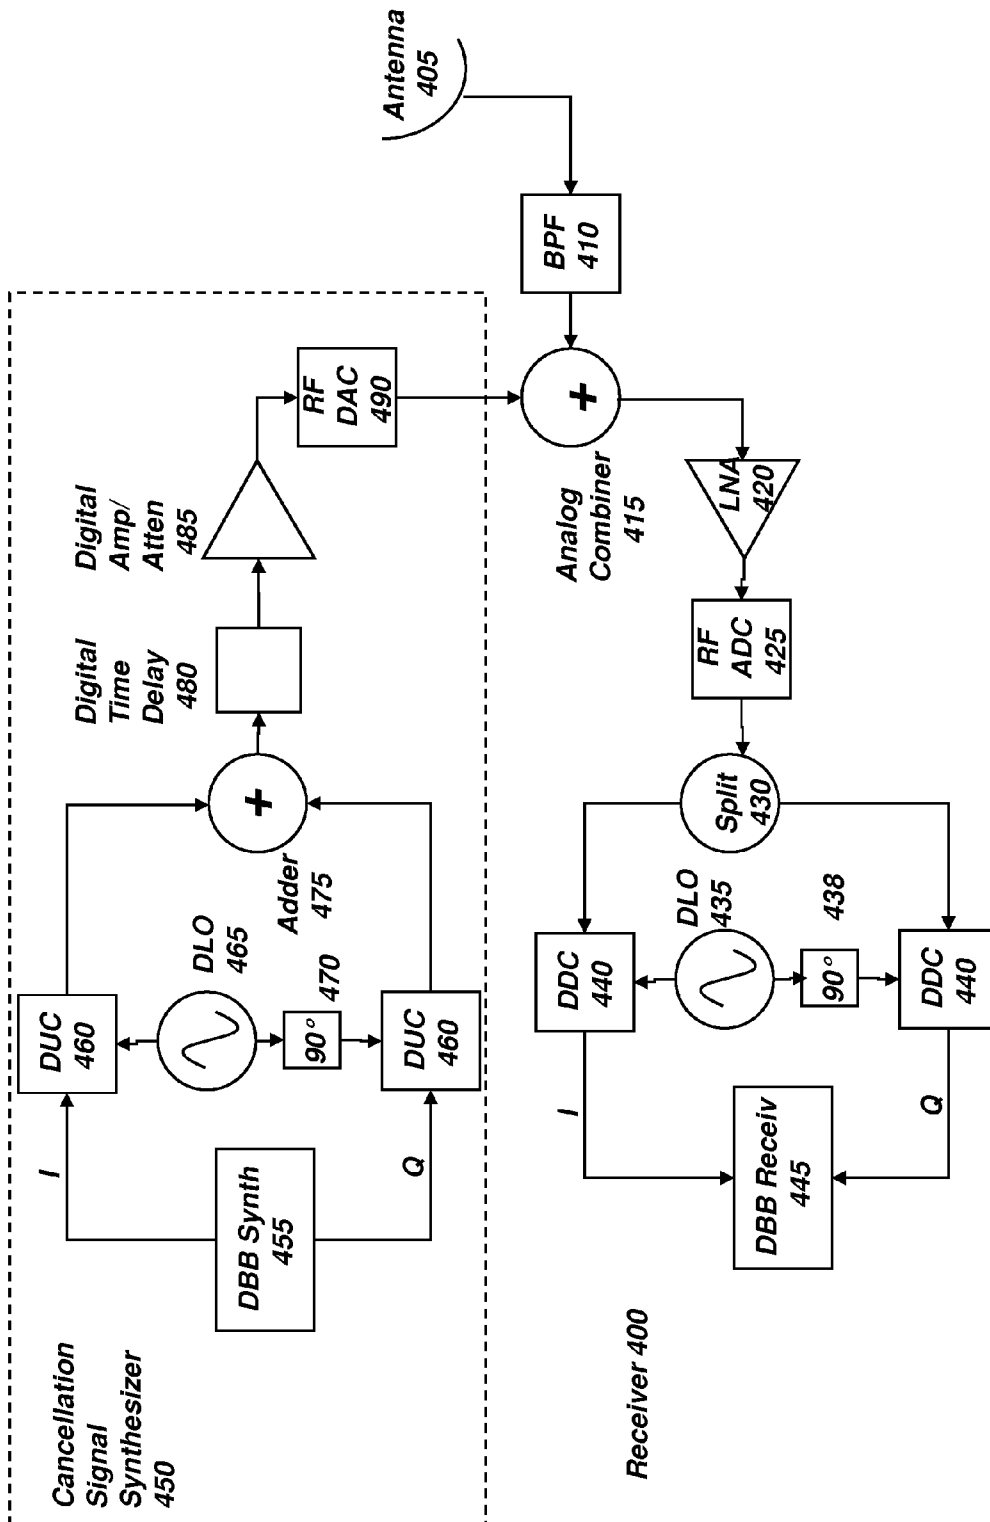 Cancellation
Signal
Synthesizer
450
DBB Synth
455
I
Q
DUC
460
DLO
465
470
90°
DUC
460
Adder
475
+
Digital
Time
Delay
480
Digital
Amp/
Atten
485
RF
DAC
490
Antenna
405
BPF
410
+
Analog
Combiner
415
LNA
420
RF
ADC
425
Split
430
DLO
435
438
90°
DDC
440
DDC
440
I
Q
DBB Receiv
445
Receiver 400